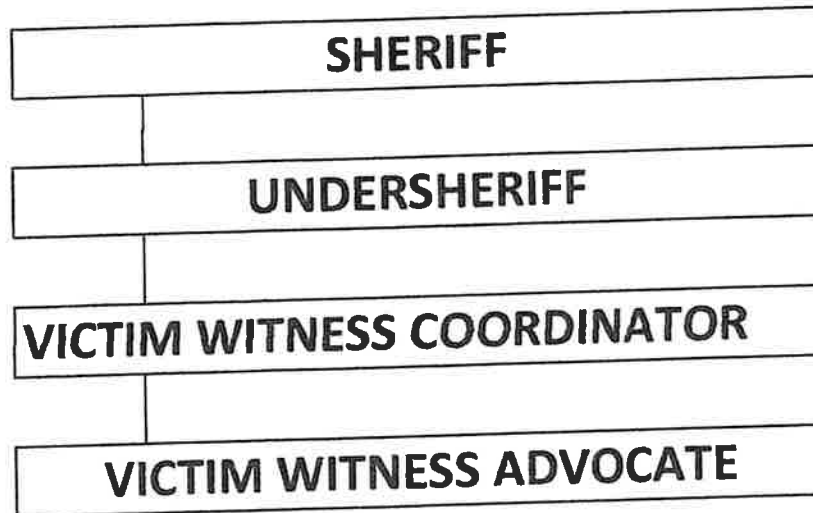 SHERIFF
UNDERSHERIFF
VICTIM WITNESS COORDINATOR
VICTIM WITNESS ADVOCATE